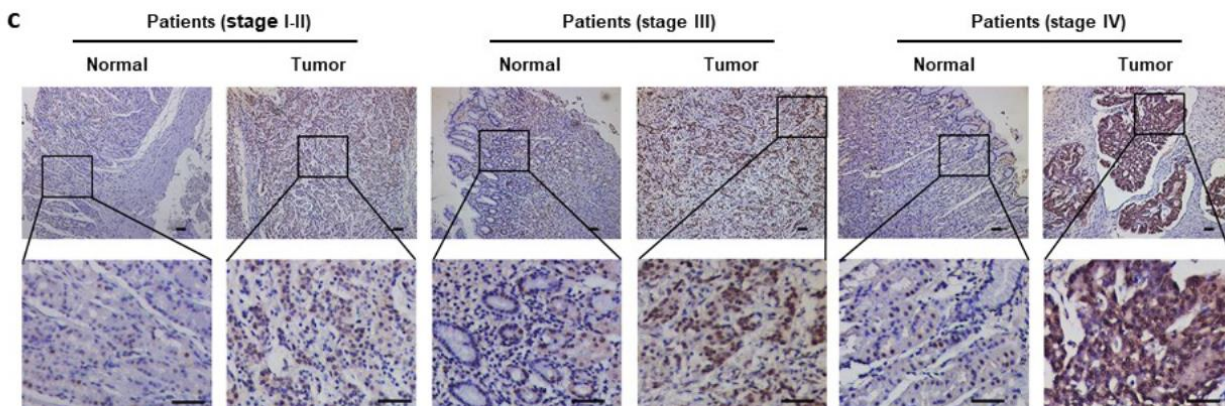 C
Patients (stage I-II) Patients (stage III) Patients (stage IV)
Normal Tumor Normal Tumor Normal Tumor